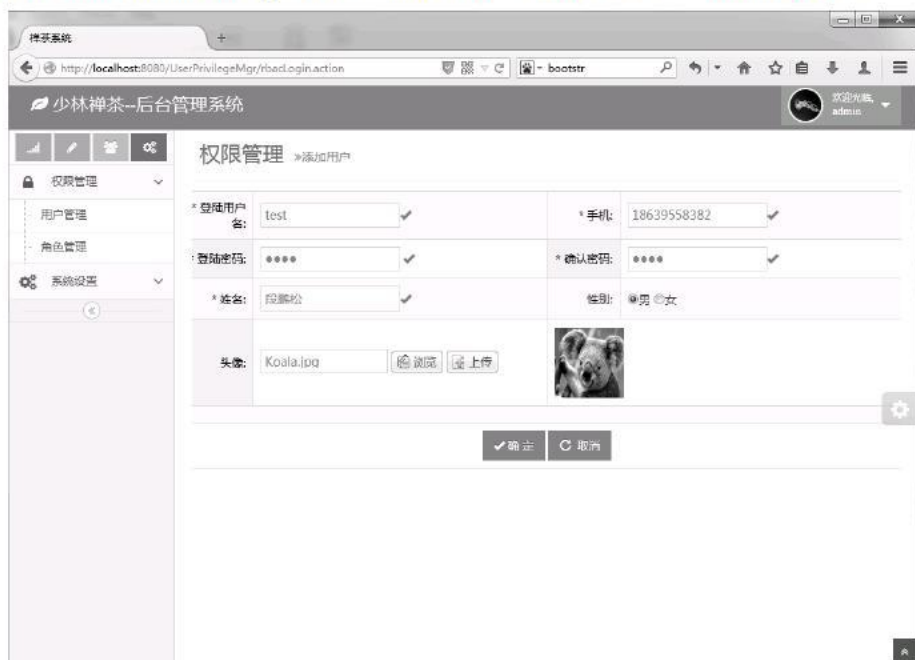 禅茶系统
+
http://localhost:8080/UserPrivilegeMgr/rbacLogin.action
bootstr
少林禅茶--后台管理系统
欢迎光临,
admin
权限管理
用户管理
角色管理
系统设置
权限管理 »添加用户
* 登陆用户名:
test
* 手机:
18639558382
* 登陆密码:
* 确认密码:
* 姓名:
段鹏松
性别:
男 女
头像:
Koala.jpg
浏览
上传
确定
取消